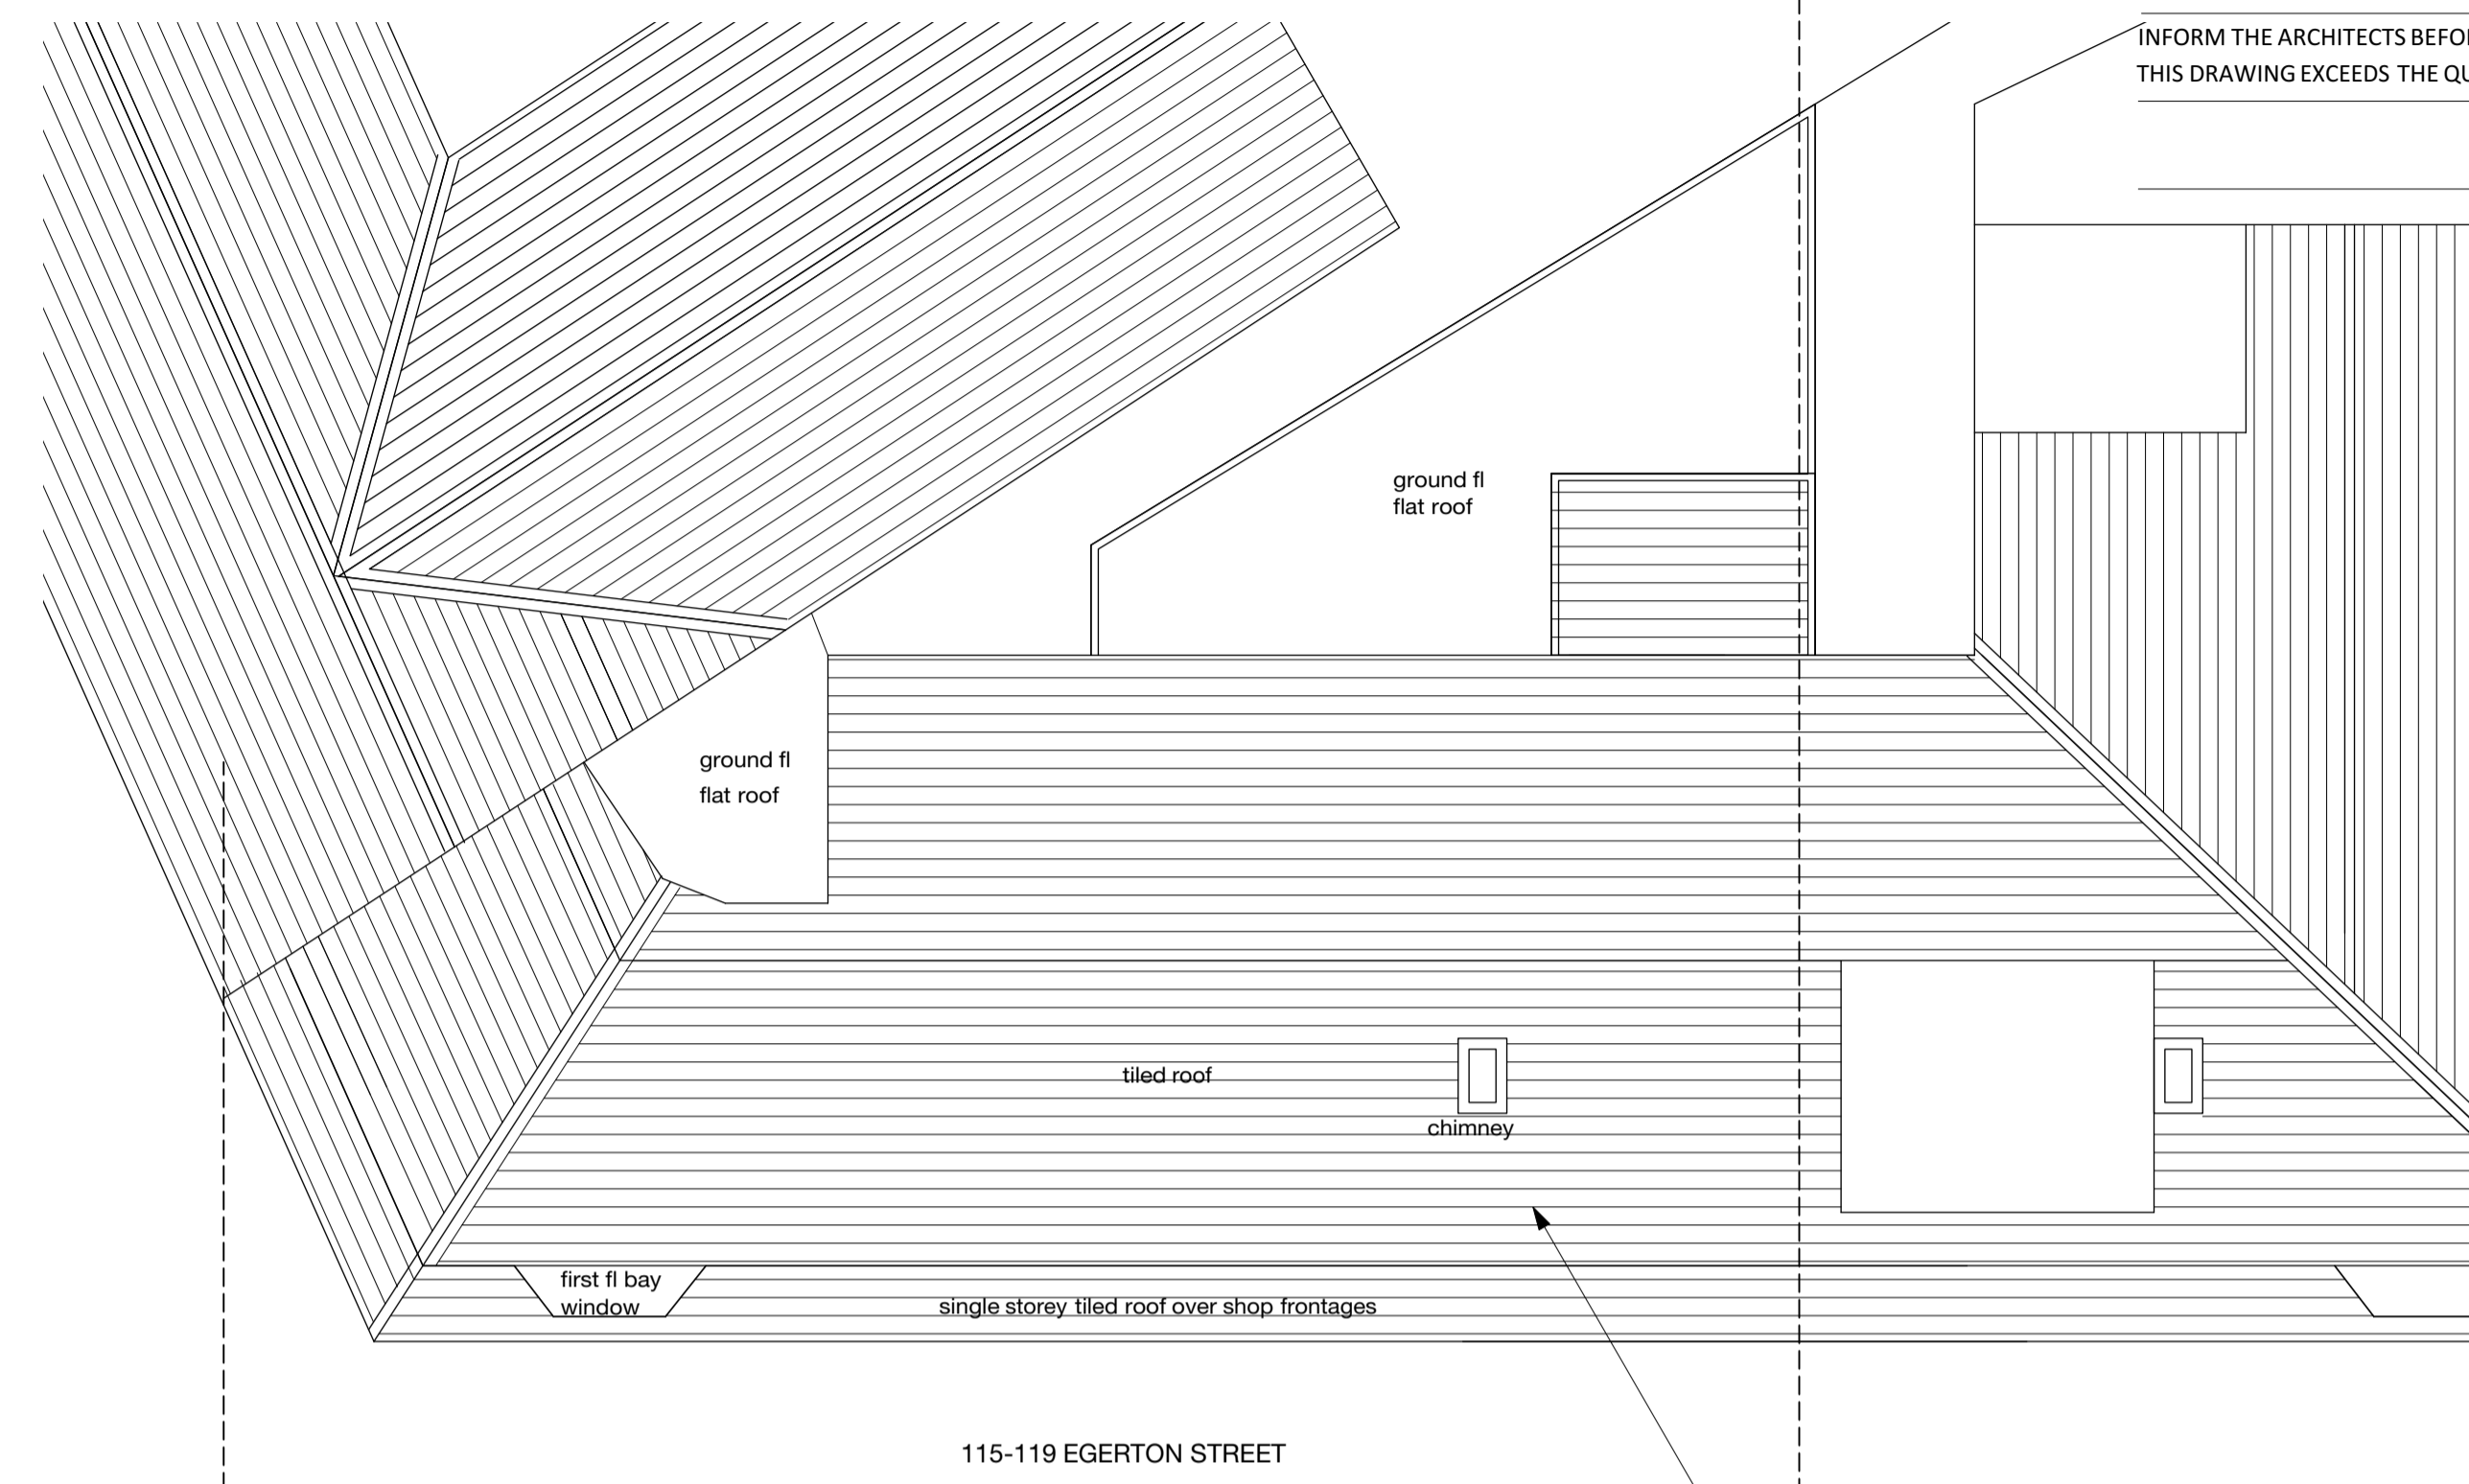 INFORM THE ARCHITECTS BEFO
THIS DRAWING EXCEEDS THE QU
ground fl
flat roof
ground fl
flat roof
tiled roof
chimney
first fl bay
window
single storey tiled roof over shop frontages
115-119 EGERTON STREET